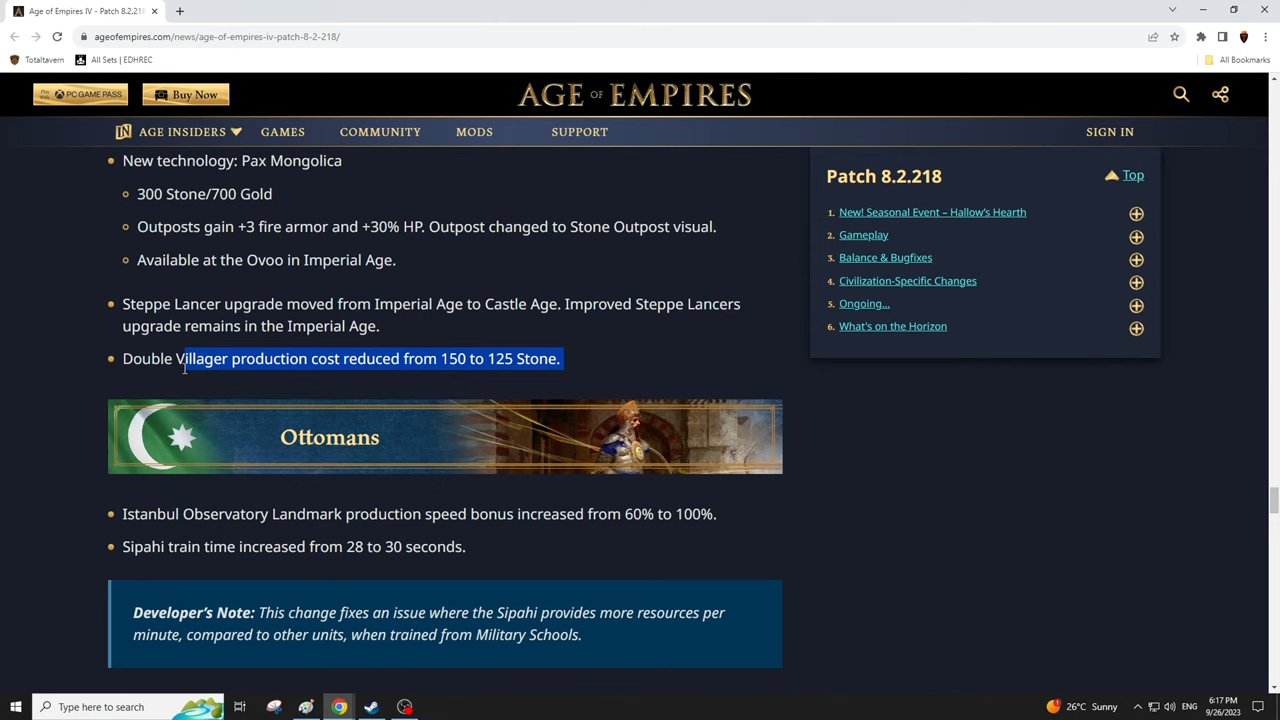 Age of Empires IV - Patch 8.2.218
ageofempires.com/news/age-of-empires-iv-patch-8-2-218/
Totaltavern
All Sets | EDHREC
All Bookmarks
PC GAME PASS
Buy Now
AGE OF EMPIRES
AGE INSIDERS
GAMES
COMMUNITY
MODS
SUPPORT
SIGN IN
New technology: Pax Mongolica
300 Stone/700 Gold
Outposts gain +3 fire armor and +30% HP. Outpost changed to Stone Outpost visual.
Available at the Ovoo in Imperial Age.
Steppe Lancer upgrade moved from Imperial Age to Castle Age. Improved Steppe Lancers
upgrade remains in the Imperial Age.
Double Villager production cost reduced from 150 to 125 Stone.
Ottomans
Istanbul Observatory Landmark production speed bonus increased from 60% to 100%.
Sipahi train time increased from 28 to 30 seconds.
Developer's Note: This change fixes an issue where the Sipahi provides more resources per
minute, compared to other units, when trained from Military Schools.
Patch 8.2.218
Top
1. New! Seasonal Event – Hallow's Hearth
2. Gameplay
3. Balance & Bugfixes
4. Civilization-Specific Changes
5. Ongoing...
6. What's on the Horizon
Type here to search
26°C Sunny
ENG
6:17 PM
9/26/2023